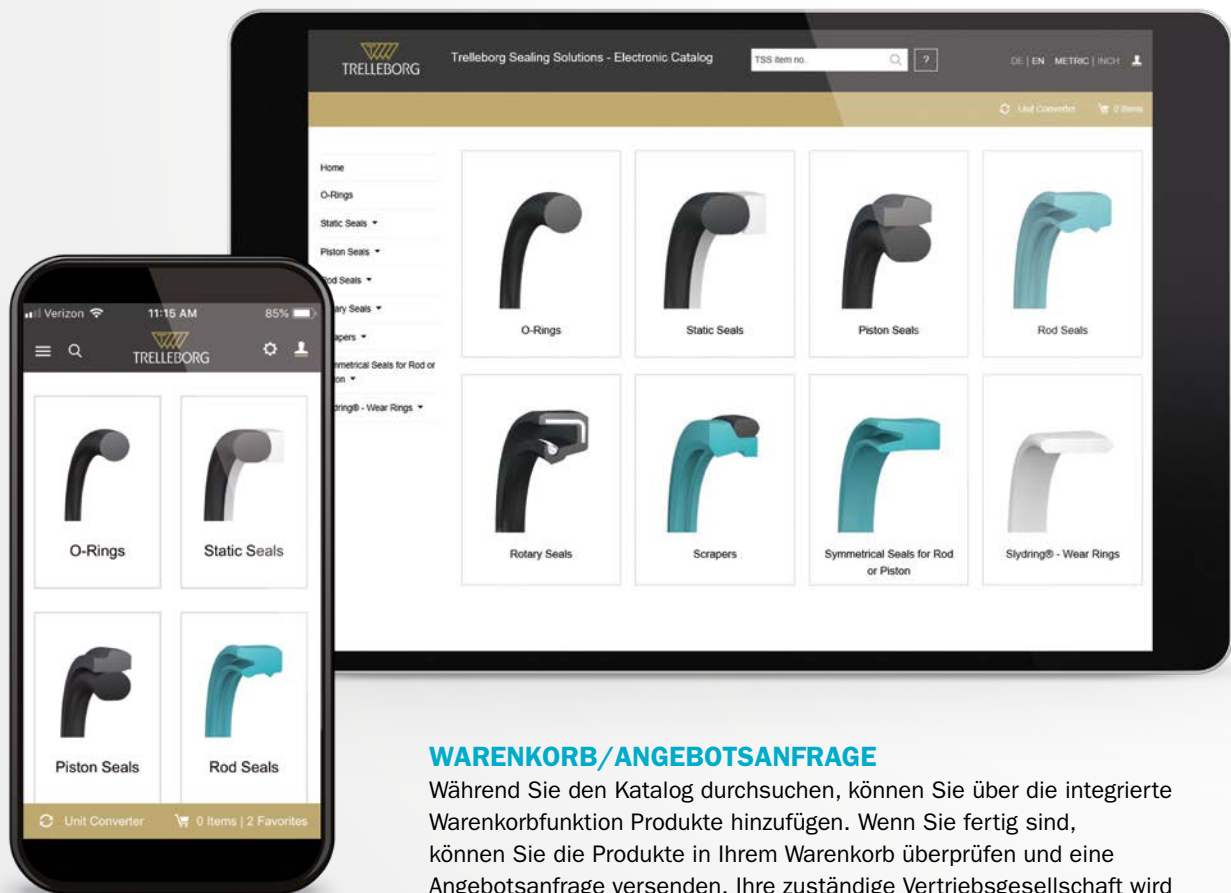 TRELLEBORG
Trelleborg Sealing Solutions - Electronic Catalog
TSS item no.
?
DE | EN METRIC | INCH
Unit Converter
0 Items
Home
O-Rings
Static Seals
Piston Seals
Rod Seals
ary Seals
apers
mmetrical Seals for Rod or
on
dring® - Wear Rings
O-Rings
Static Seals
Piston Seals
Rod Seals
Rotary Seals
Scrapers
Symmetrical Seals for Rod
or Piston
Slydring® - Wear Rings
Verizon
11:15 AM
85%
TRELLEBORG
O-Rings
Static Seals
Piston Seals
Rod Seals
Unit Converter
0 Items | 2 Favorites
WARENKORB/ANGEBOTSANFRAGE
Während Sie den Katalog durchsuchen, können Sie über die integrierte
Warenkorbfunktion Produkte hinzufügen. Wenn Sie fertig sind,
können Sie die Produkte in Ihrem Warenkorb überprüfen und eine
Angebotsanfrage versenden. Ihre zuständige Vertriebsgesellschaft wird